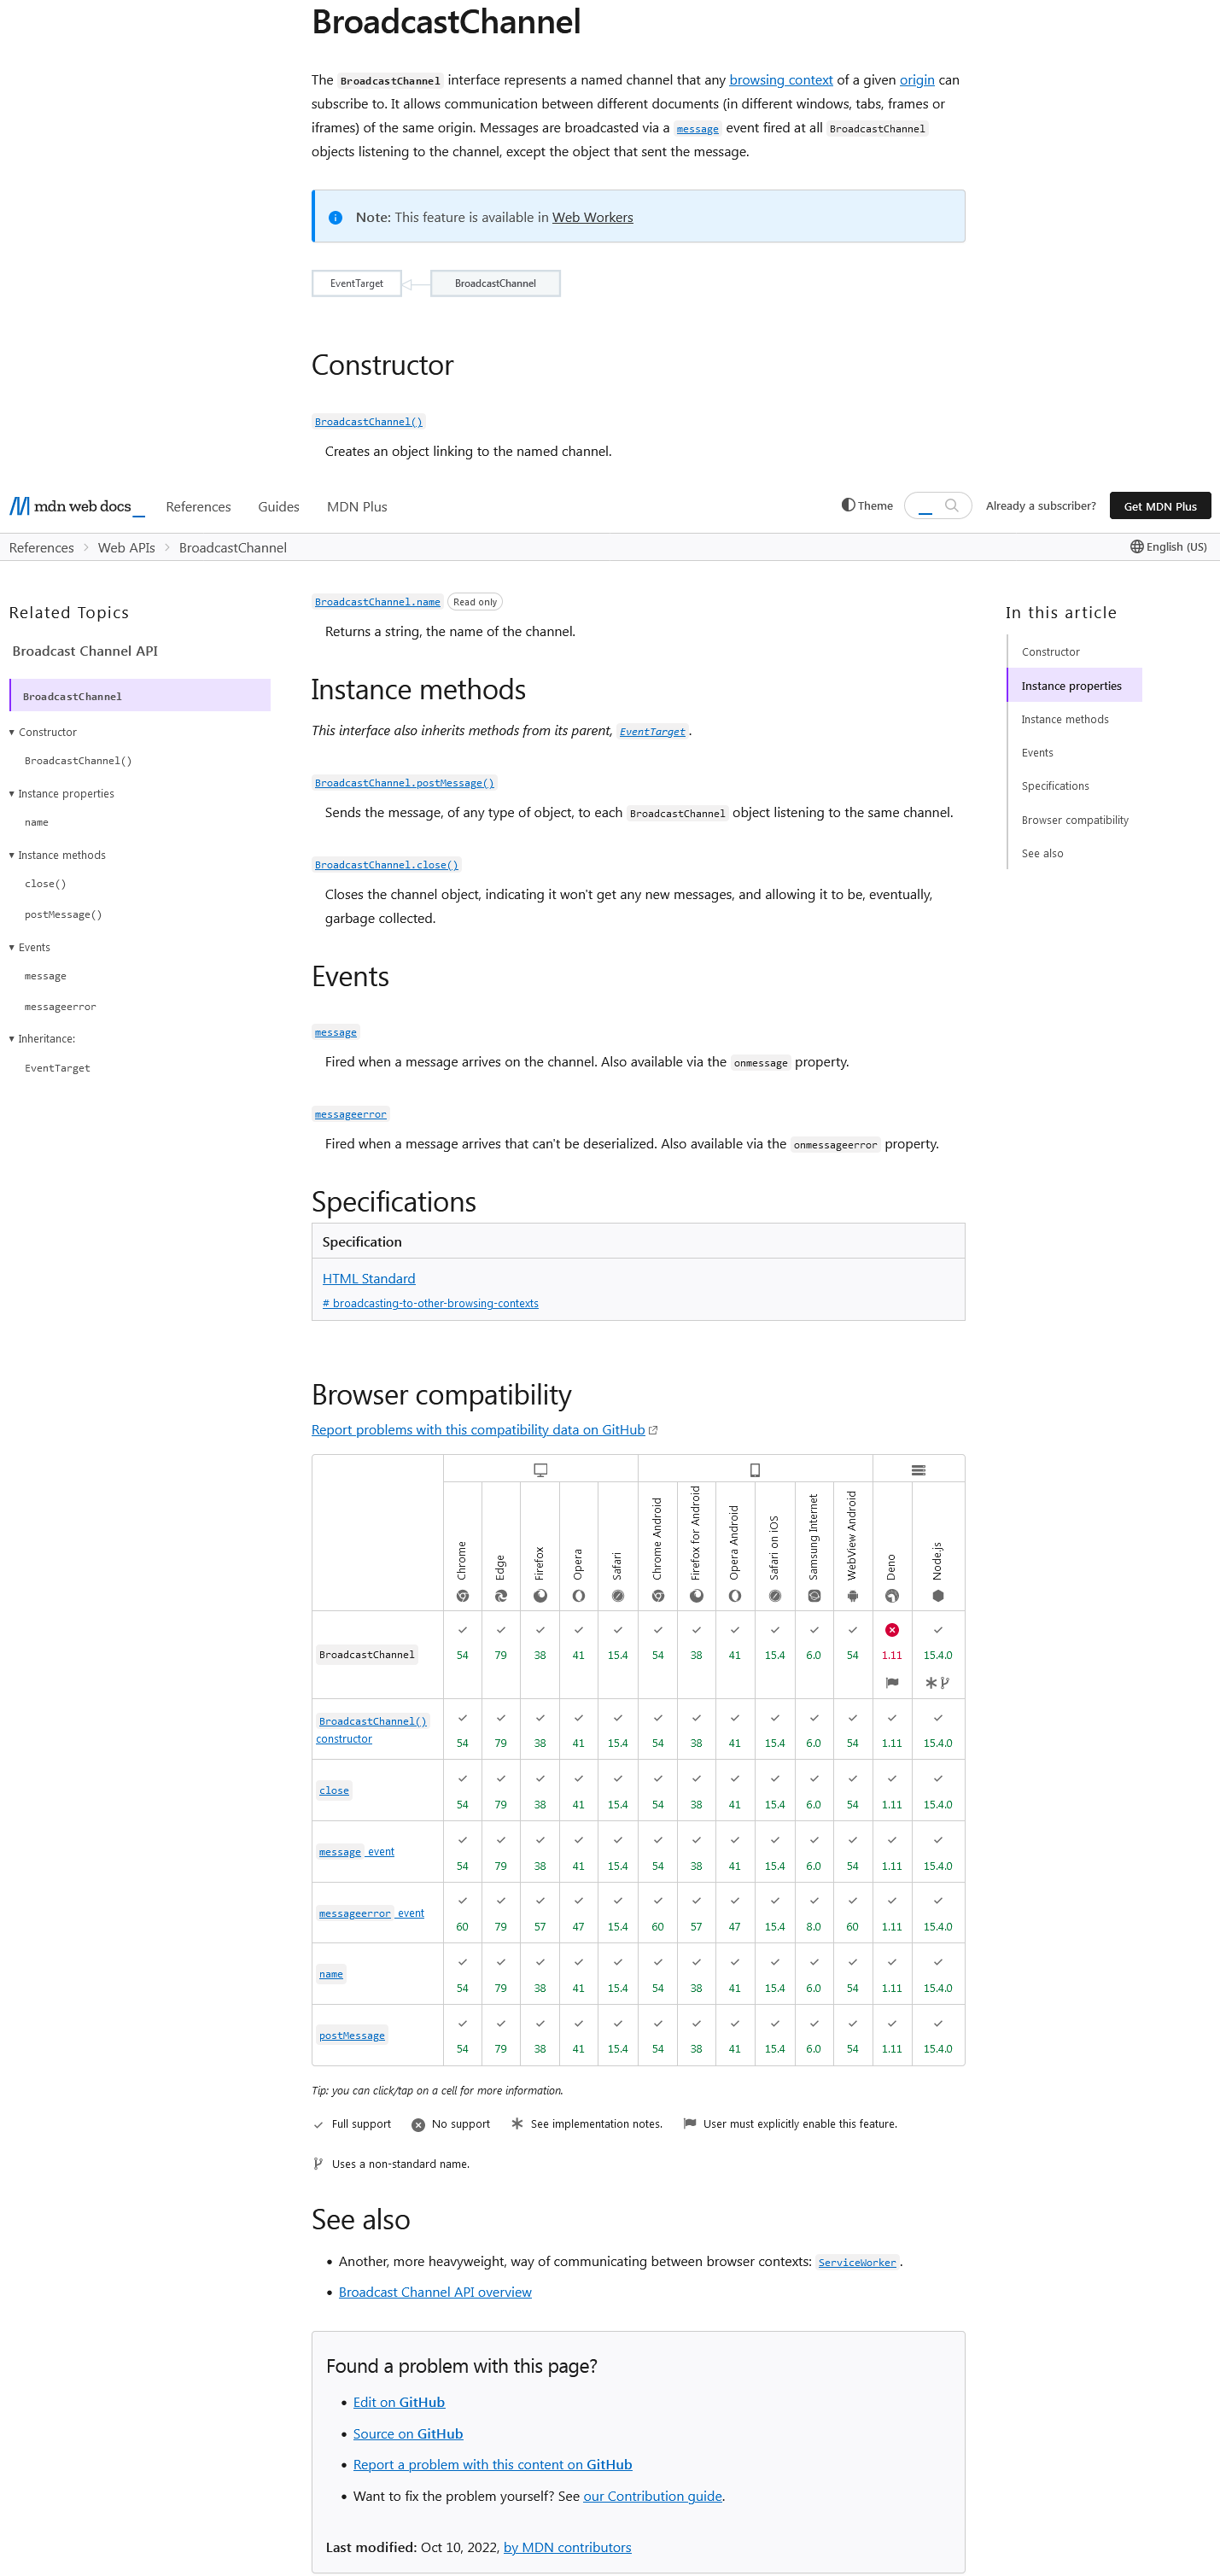 BroadcastChannel
The BroadcastChannel interface represents a named channel that any browsing context of a given origin can
subscribe to. It allows communication between different documents (in different windows, tabs, frames or
iframes) of the same origin. Messages are broadcasted via a message event fired at all BroadcastChannel
objects listening to the channel, except the object that sent the message.
Note: This feature is available in Web Workers
EventTarget BroadcastChannel
Constructor
BroadcastChannel()
Creates an object linking to the named channel.
mdn web docs_ References Guides MDN Plus Theme Already a subscriber? Get MDN Plus
References Web APIs BroadcastChannel English (US)
Related Topics
Broadcast Channel API
BroadcastChannel
▾ Constructor
BroadcastChannel()
▾ Instance properties
name
▾ Instance methods
close()
postMessage()
▾ Events
message
messageerror
▾ Inheritance:
EventTarget
BroadcastChannel.name Read only
Returns a string, the name of the channel.
Instance methods
This interface also inherits methods from its parent, EventTarget.
BroadcastChannel.postMessage()
Sends the message, of any type of object, to each BroadcastChannel object listening to the same channel.
BroadcastChannel.close()
Closes the channel object, indicating it won't get any new messages, and allowing it to be, eventually,
garbage collected.
Events
message
Fired when a message arrives on the channel. Also available via the onmessage property.
messageerror
Fired when a message arrives that can't be deserialized. Also available via the onmessageerror property.
In this article
Constructor
Instance properties
Instance methods
Events
Specifications
Browser compatibility
See also
Specifications
Specification
HTML Standard
# broadcasting-to-other-browsing-contexts
Browser compatibility
Report problems with this compatibility data on GitHub
Chrome Edge Firefox Opera Safari Chrome Android Firefox for Android Opera Android Safari on iOS Samsung Internet WebView Android Deno Node.js
BroadcastChannel 54 79 38 41 15.4 54 38 41 15.4 6.0 54 1.11 15.4.0
BroadcastChannel() constructor 54 79 38 41 15.4 54 38 41 15.4 6.0 54 1.11 15.4.0
close 54 79 38 41 15.4 54 38 41 15.4 6.0 54 1.11 15.4.0
message event 54 79 38 41 15.4 54 38 41 15.4 6.0 54 1.11 15.4.0
messageerror event 60 79 57 47 15.4 60 57 47 15.4 8.0 60 1.11 15.4.0
name 54 79 38 41 15.4 54 38 41 15.4 6.0 54 1.11 15.4.0
postMessage 54 79 38 41 15.4 54 38 41 15.4 6.0 54 1.11 15.4.0
Tip: you can click/tap on a cell for more information.
Full support No support See implementation notes. User must explicitly enable this feature.
Uses a non-standard name.
See also
• Another, more heavyweight, way of communicating between browser contexts: ServiceWorker.
• Broadcast Channel API overview
Found a problem with this page?
• Edit on GitHub
• Source on GitHub
• Report a problem with this content on GitHub
• Want to fix the problem yourself? See our Contribution guide.
Last modified: Oct 10, 2022, by MDN contributors